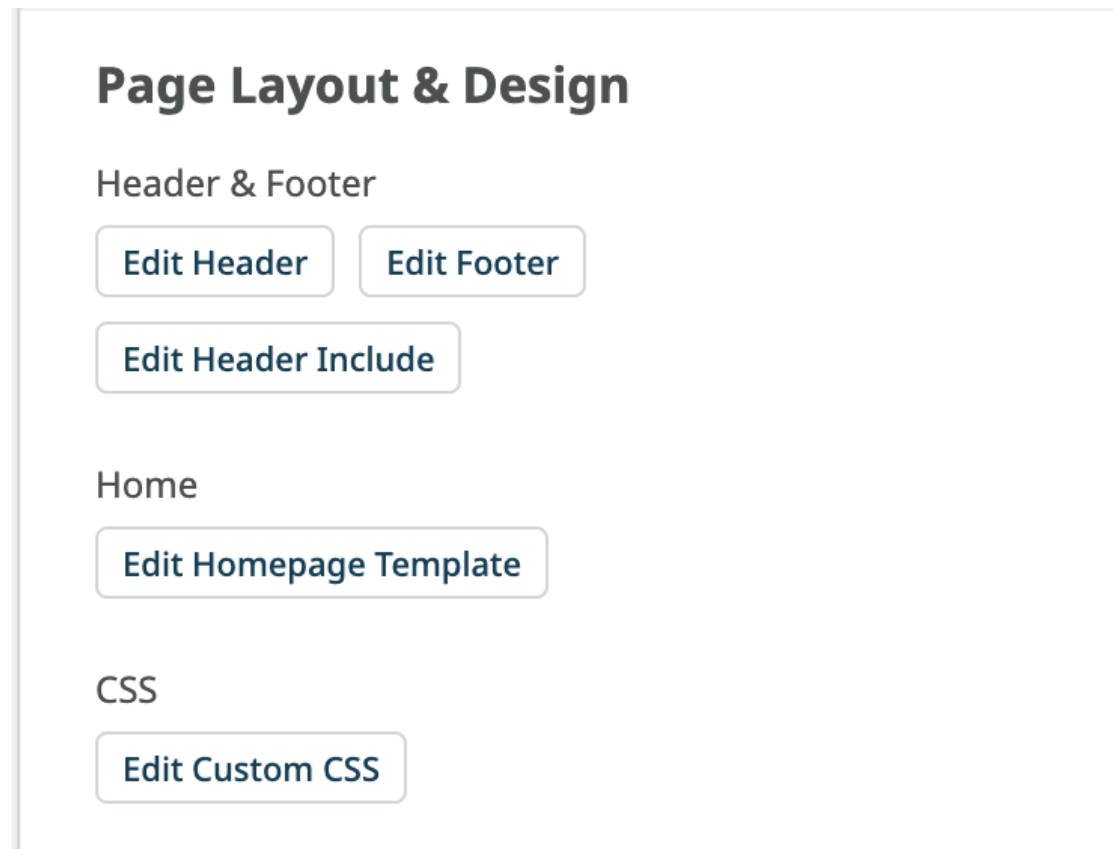 Page Layout & Design
Header & Footer
Edit Header Edit Footer
Edit Header Include
Home
Edit Homepage Template
CSS
Edit Custom CSS